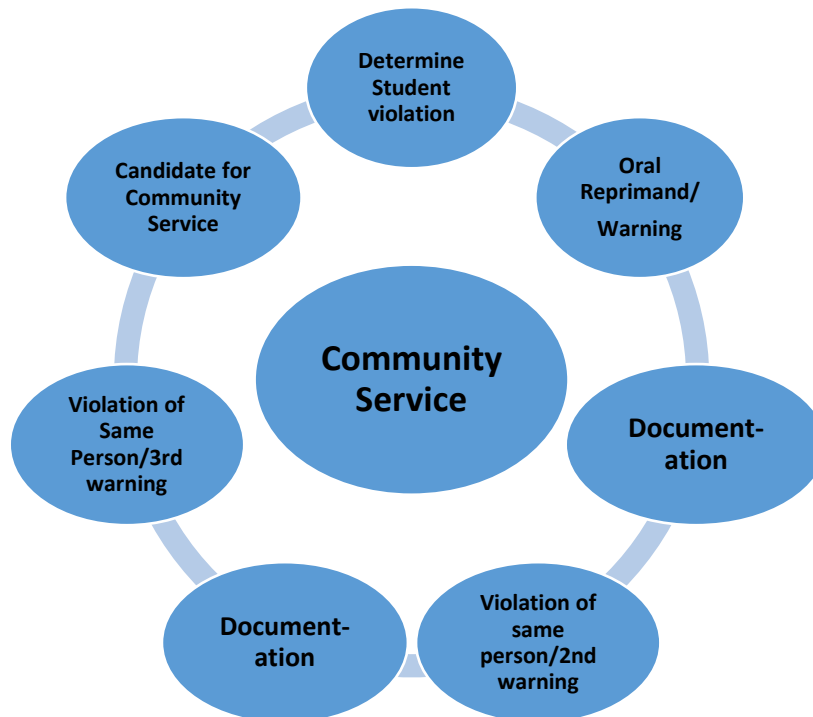 Determine
Student
violation
Oral
Reprimand/
Warning
Document-
ation
Violation of
same
person/2nd
warning
Document-
ation
Violation of
Same
Person/3rd
warning
Candidate for
Community
Service
Community
Service